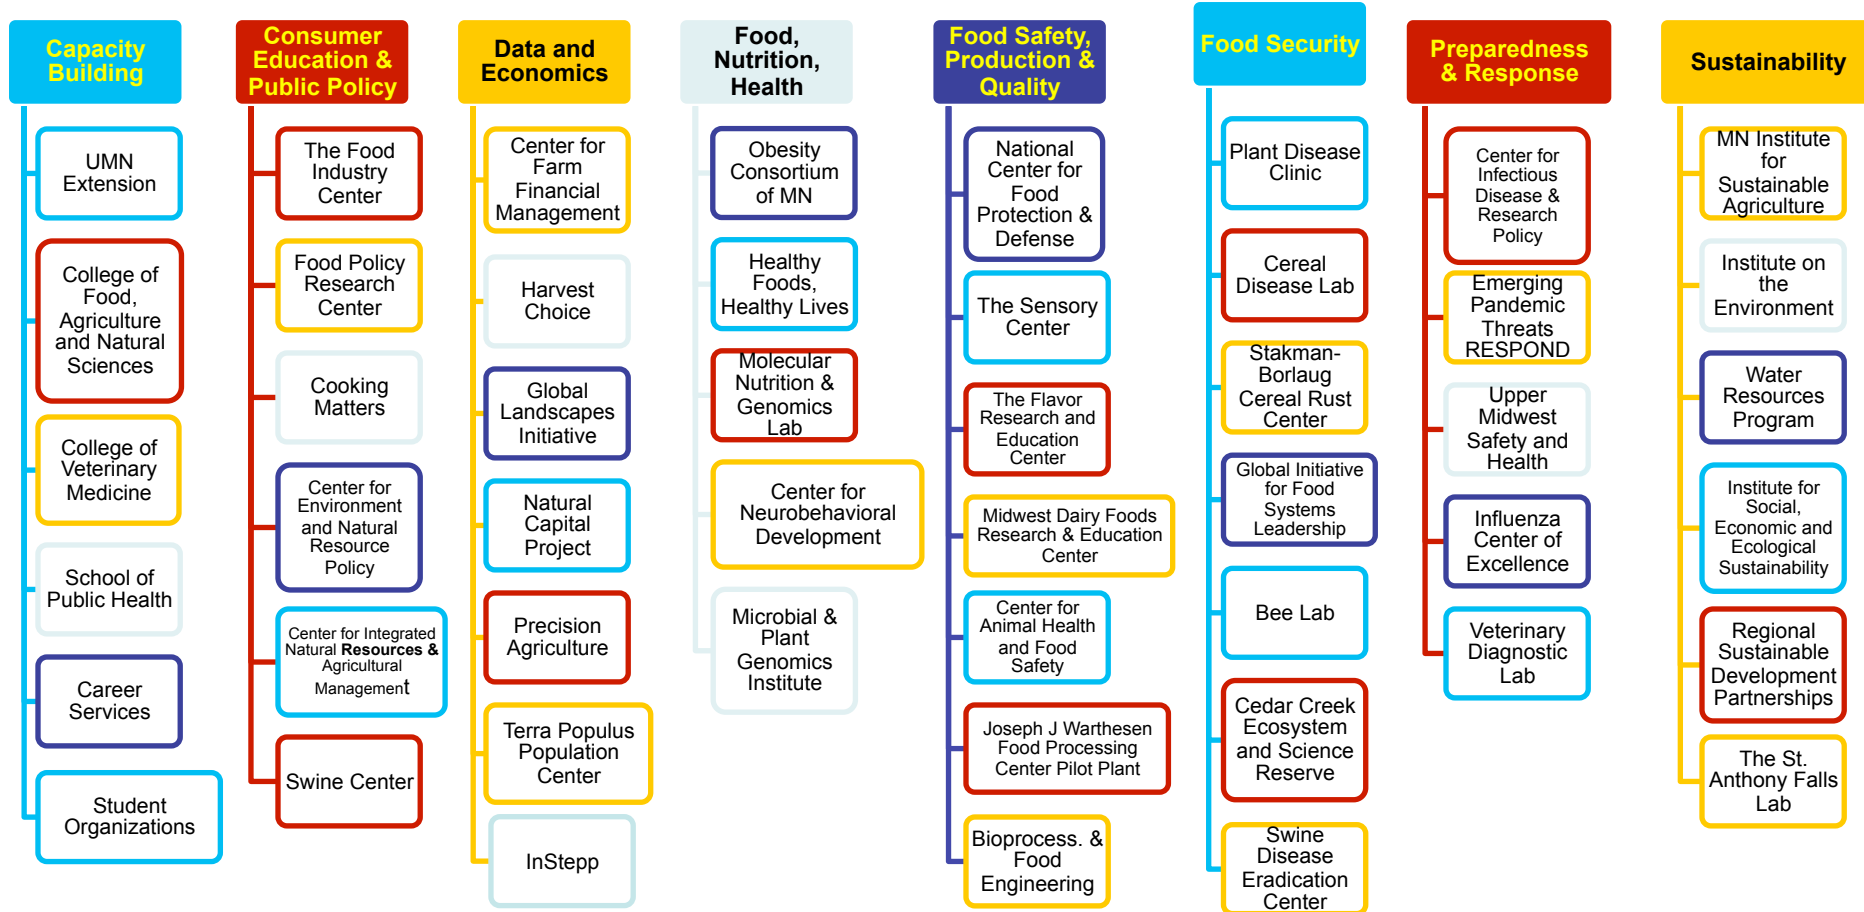 Capacity
Building
UMN
Extension
College of
Food,
Agriculture
and Natural
Sciences
College of
Veterinary
Medicine
School of
Public Health
Career
Services
Student
Organizations
Consumer
Education &
Public Policy
The Food
Industry
Center
Food Policy
Research
Center
Cooking
Matters
Center for
Environment
and Natural
Resource
Policy
Center for Integrated
Natural Resources &
Agricultural
Management
Swine Center
Data and
Economics
Center for
Farm
Financial
Management
Harvest
Choice
Global
Landscapes
Initiative
Natural
Capital
Project
Precision
Agriculture
Terra Populus
Population
Center
InStepp
Food,
Nutrition,
Health
Obesity
Consortium
of MN
Healthy
Foods,
Healthy Lives
Molecular
Nutrition &
Genomics
Lab
Center for
Neurobehavioral
Development
Microbial &
Plant
Genomics
Institute
Food Safety,
Production &
Quality
National
Center for
Food
Protection &
Defense
The Sensory
Center
The Flavor
Research and
Education
Center
Midwest Dairy Foods
Research & Education
Center
Center for
Animal Health
and Food
Safety
Joseph J Warthesen
Food Processing
Center Pilot Plant
Bioprocess. &
Food
Engineering
Food Security
Plant Disease
Clinic
Cereal
Disease Lab
Stakman-
Borlaug
Cereal Rust
Center
Global Initiative
for Food
Systems
Leadership
Bee Lab
Cedar Creek
Ecosystem
and Science
Reserve
Swine
Disease
Eradication
Center
Preparedness
& Response
Center for
Infectious
Disease &
Research
Policy
Emerging
Pandemic
Threats
RESPOND
Upper
Midwest
Safety and
Health
Influenza
Center of
Excellence
Veterinary
Diagnostic
Lab
Sustainability
MN Institute
for
Sustainable
Agriculture
Institute on
the
Environment
Water
Resources
Program
Institute for
Social,
Economic and
Ecological
Sustainability
Regional
Sustainable
Development
Partnerships
The St.
Anthony Falls
Lab